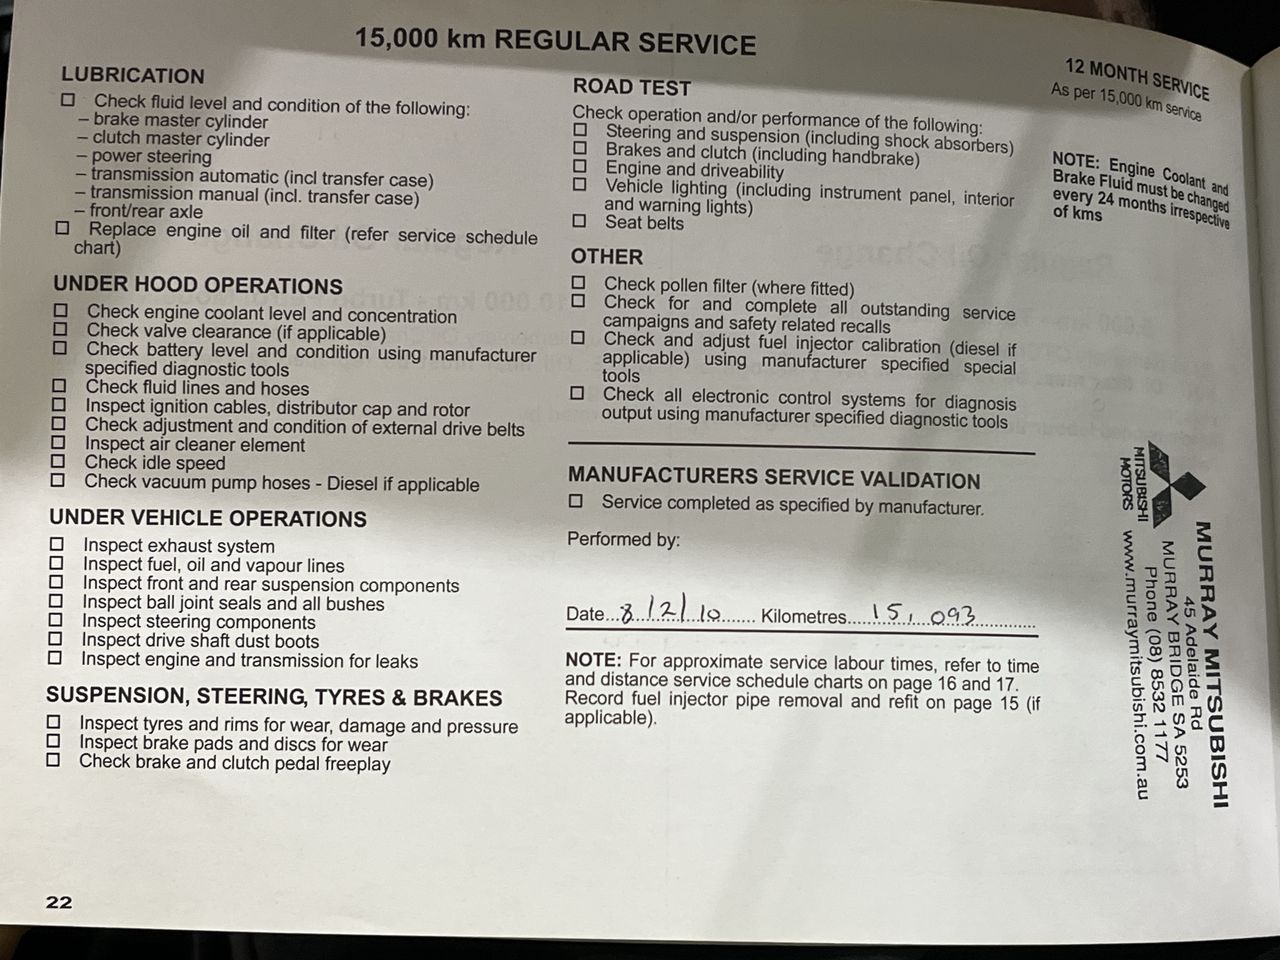 15,000 km REGULAR SERVICE
LUBRICATION
Check fluid level and condition of the following:
– brake master cylinder
– clutch master cylinder
– power steering
– transmission automatic (incl transfer case)
– transmission manual (incl. transfer case)
– front/rear axle
Replace engine oil and filter (refer service schedule
chart)
UNDER HOOD OPERATIONS
Check engine coolant level and concentration
Check valve clearance (if applicable)
Check battery level and condition using manufacturer
specified diagnostic tools
Check fluid lines and hoses
Inspect ignition cables, distributor cap and rotor
Check adjustment and condition of external drive belts
Inspect air cleaner element
Check idle speed
Check vacuum pump hoses - Diesel if applicable
UNDER VEHICLE OPERATIONS
Inspect exhaust system
Inspect fuel, oil and vapour lines
Inspect front and rear suspension components
Inspect ball joint seals and all bushes
Inspect steering components
Inspect drive shaft dust boots
Inspect engine and transmission for leaks
SUSPENSION, STEERING, TYRES & BRAKES
Inspect tyres and rims for wear, damage and pressure
Inspect brake pads and discs for wear
Check brake and clutch pedal freeplay
22
ROAD TEST
Check operation and/or performance of the following:
Steering and suspension (including shock absorbers)
Brakes and clutch (including handbrake)
Engine and driveability
Vehicle lighting (including instrument panel, interior
and warning lights)
Seat belts
OTHER
Check pollen filter (where fitted)
Check for and complete all outstanding service
campaigns and safety related recalls
Check and adjust fuel injector calibration (diesel if
applicable) using manufacturer specified special
tools
Check all electronic control systems for diagnosis
output using manufacturer specified diagnostic tools
MANUFACTURERS SERVICE VALIDATION
Service completed as specified by manufacturer.
Performed by:
Date...8/2/10....... Kilometres....15,093..............
NOTE: For approximate service labour times, refer to time
and distance service schedule charts on page 16 and 17.
Record fuel injector pipe removal and refit on page 15 (if
applicable).
12 MONTH SERVICE
As per 15,000 km service
NOTE: Engine Coolant and
Brake Fluid must be changed
every 24 months irrespective
of kms
MITSUBISHI
MOTORS
MURRAY MITSUBISHI
45 Adelaide Rd
MURRAY BRIDGE SA 5253
Phone (08) 8532 1177
www.murraymitsubishi.com.au